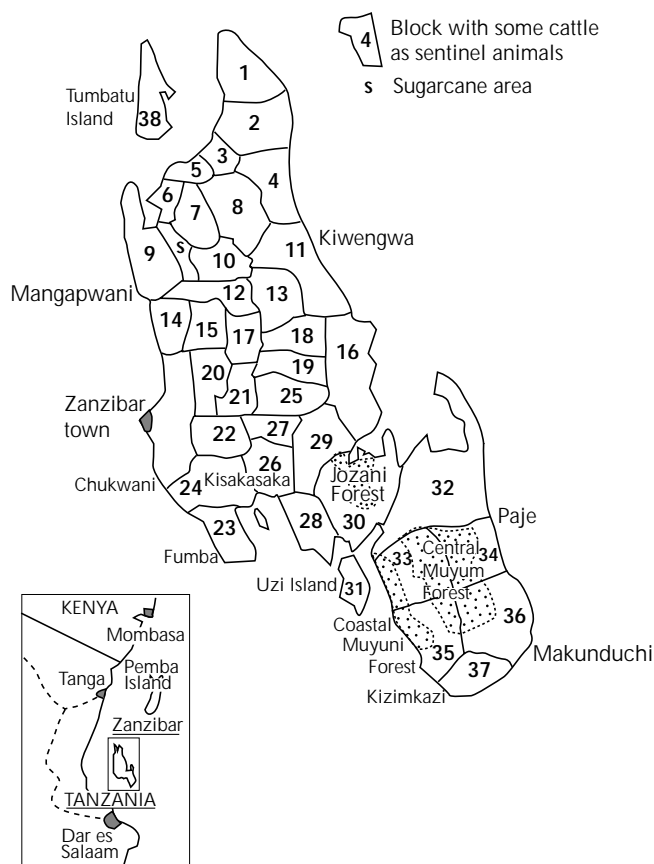 4
Block with some cattle
as sentinel animals
s Sugarcane area
Tumbatu
Island
38
1
2
3
4
5
6
7
8
9
s
10
11
Kiwengwa
Mangapwani
12
13
14
15
16
17
18
19
20
21
25
Zanzibar
town
22
27
29
26
Jozani
Forest
Chukwani
24
Kisakasaka
32
23
28
30
Paje
Fumba
33
Central
Muyum
Forest
34
Uzi Island
31
36
Coastal
Muyuni
Forest
35
37
Makunduchi
Kizimkazi
KENYA
Mombasa
Pemba
Island
Tanga
Zanzibar
TANZANIA
Dar es
Salaam